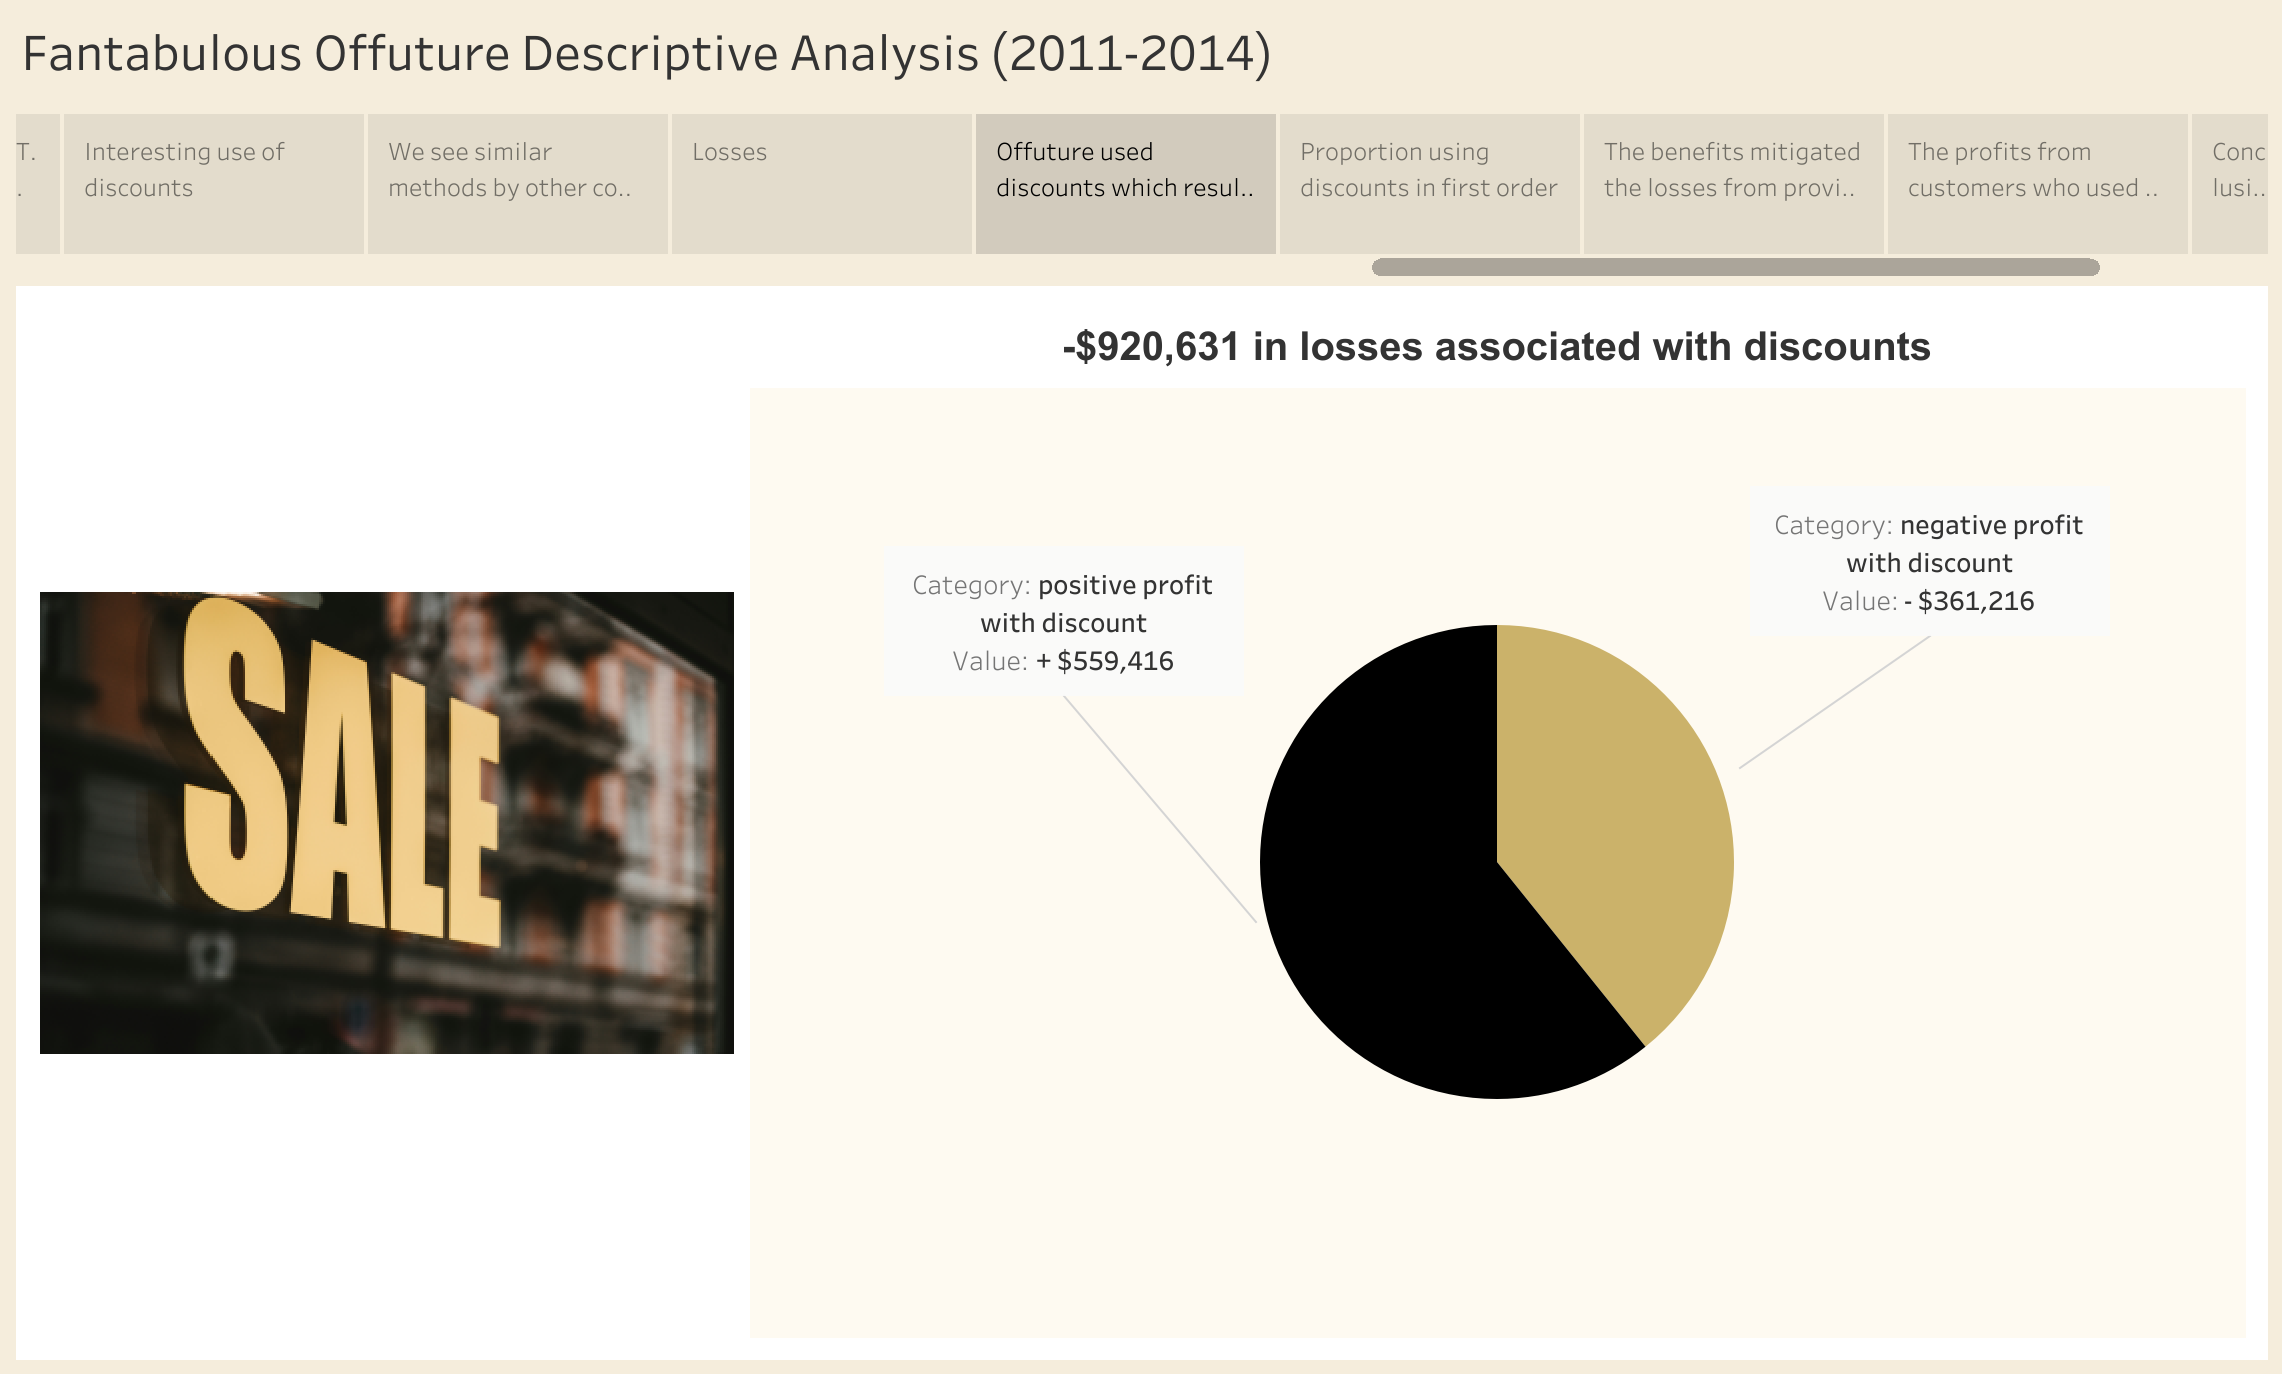 Fantabulous Offuture Descriptive Analysis (2011-2014)
T.
.
Interesting use of
discounts
We see similar
methods by other co..
Losses
Offuture used
discounts which resul..
Proportion using
discounts in first order
The benefits mitigated
the losses from provi..
The profits from
customers who used ..
Conc
lusi..
-$920,631 in losses associated with discounts
Category: negative profit
with discount
Value: - $361,216
Category: positive profit
with discount
Value: + $559,416
SALE